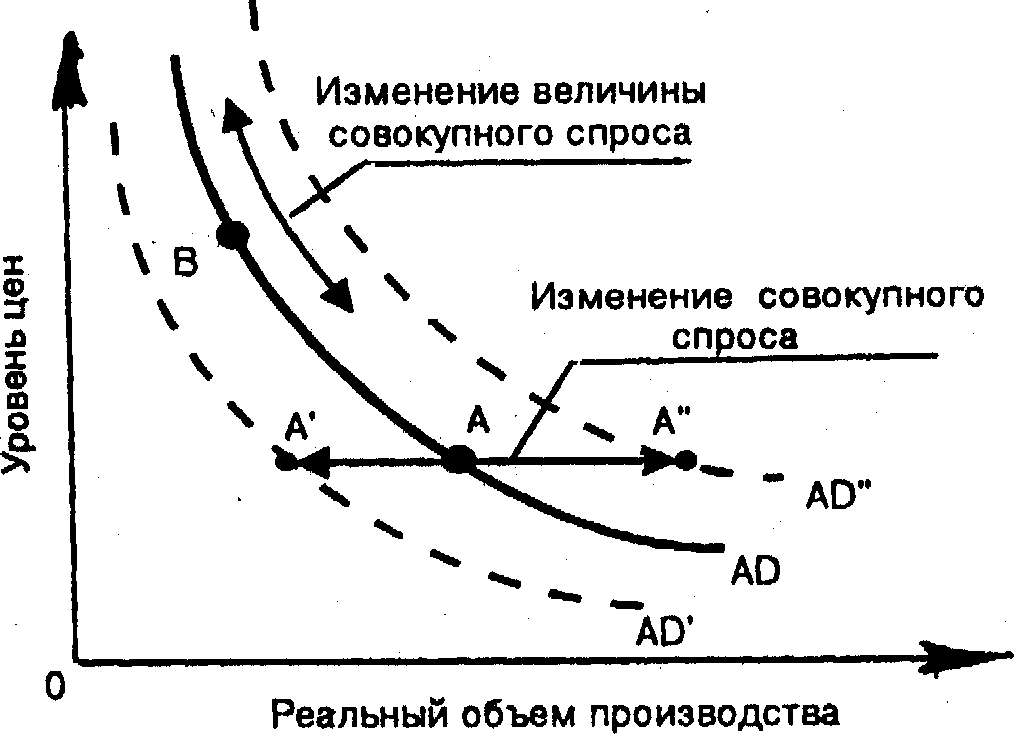 Изменение величины
совокупного спроса
B
Уровень цен
Изменение совокупного
спроса
A'
A
A"
AD"
AD
AD'
0
Реальный объем производства